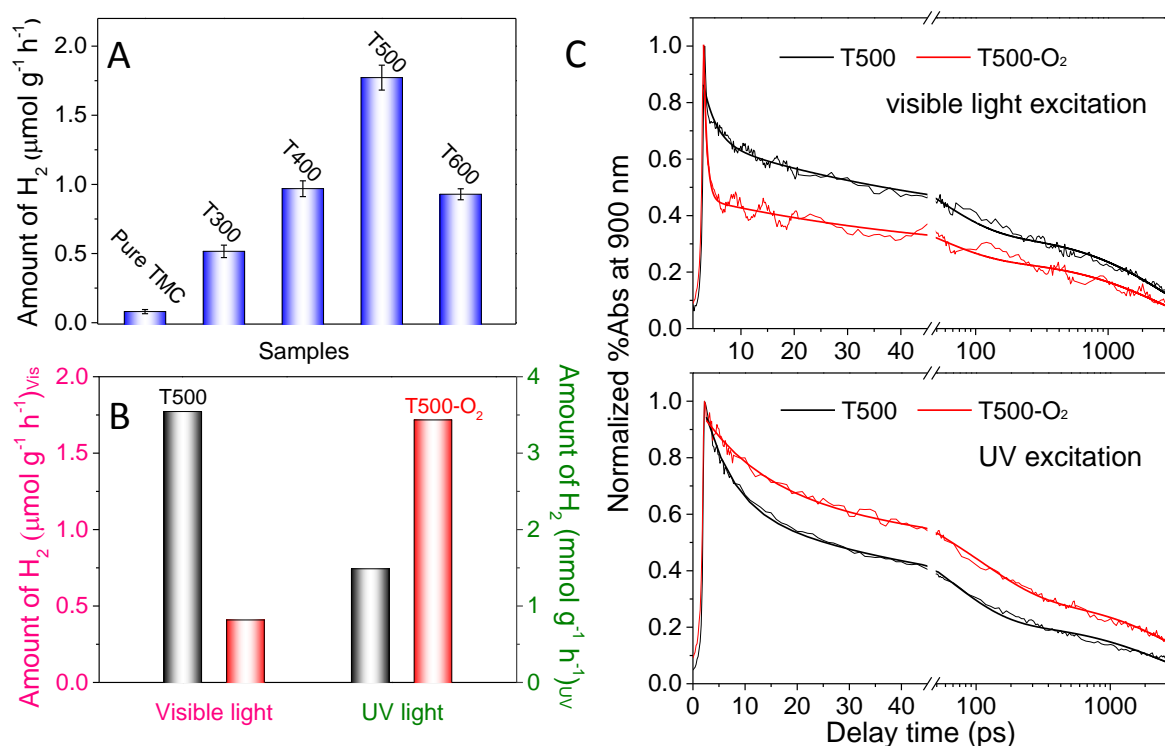 A
Amount of H₂ (μmol g⁻¹ h⁻¹)
2.0
1.5
1.0
0.5
0.0
Pure TMC
T300
T400
T500
T600
Samples
B
Amount of H₂ (μmol g⁻¹ h⁻¹)Vis
2.0
1.5
1.0
0.5
0.0
T500
T500-O₂
4
3
2
1
0
Amount of H₂ (mmol g⁻¹ h⁻¹)UV
Visible light
UV light
C
Normalized %Abs at 900 nm
T500
T500-O₂
visible light excitation
1.0
0.8
0.6
0.4
0.2
0.0
10 20 30 40 100 1000
T500
T500-O₂
UV excitation
1.0
0.8
0.6
0.4
0.2
0.0
0 10 20 30 40 100 1000
Delay time (ps)